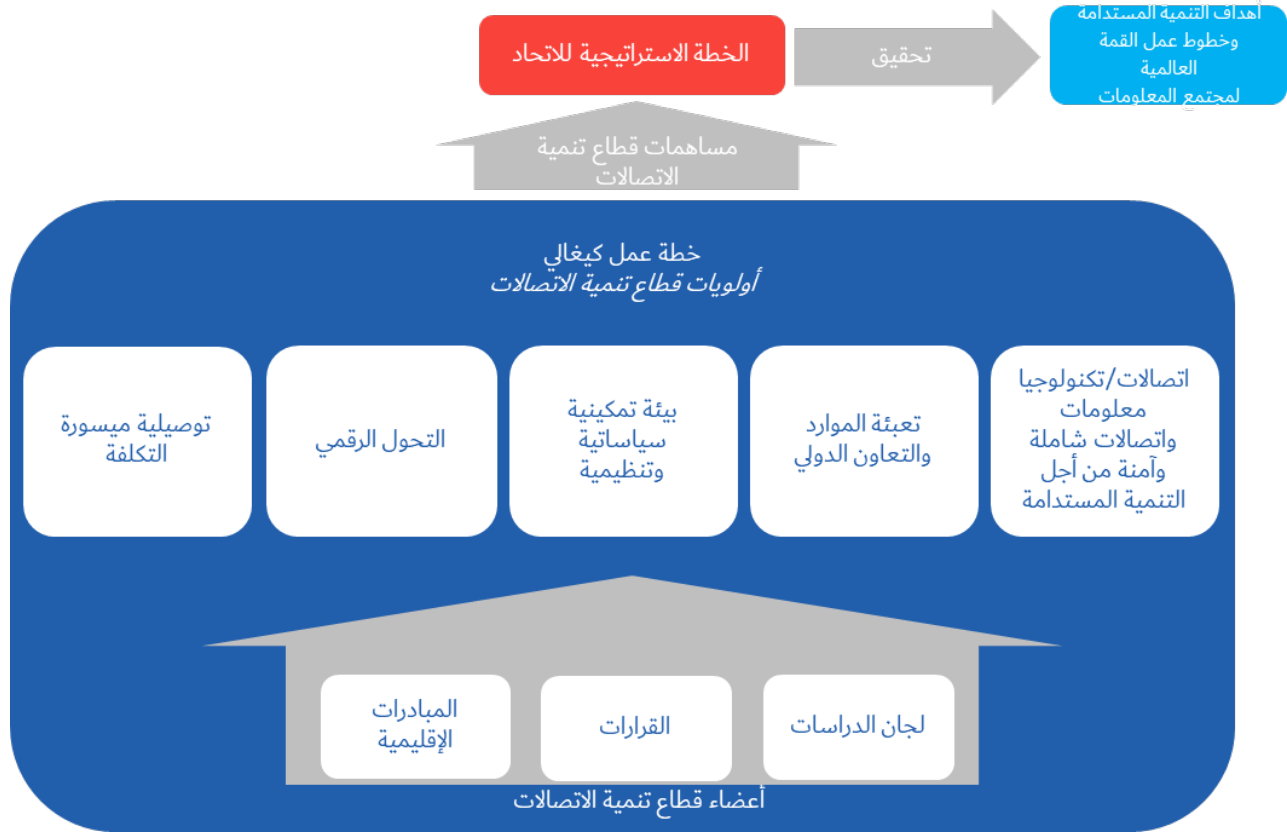 الخطة الاستراتيجية للاتحاد
تحقيق
أهداف التنمية المستدامة
وخطوط عمل القمة
العالمية
لمجتمع المعلومات
مساهمات قطاع تنمية
الاتصالات
خطة عمل كيغالي
أولويات قطاع تنمية الاتصالات
اتصالات/تكنولوجيا
معلومات
واتصالات شاملة
وآمنة من أجل
التنمية المستدامة
تعبئة الموارد
والتعاون الدولي
بيئة تمكينية
سياساتية
وتنظيمية
التحول الرقمي
توصيلية ميسورة
التكلفة
لجان الدراسات
القرارات
المبادرات
الإقليمية
أعضاء قطاع تنمية الاتصالات